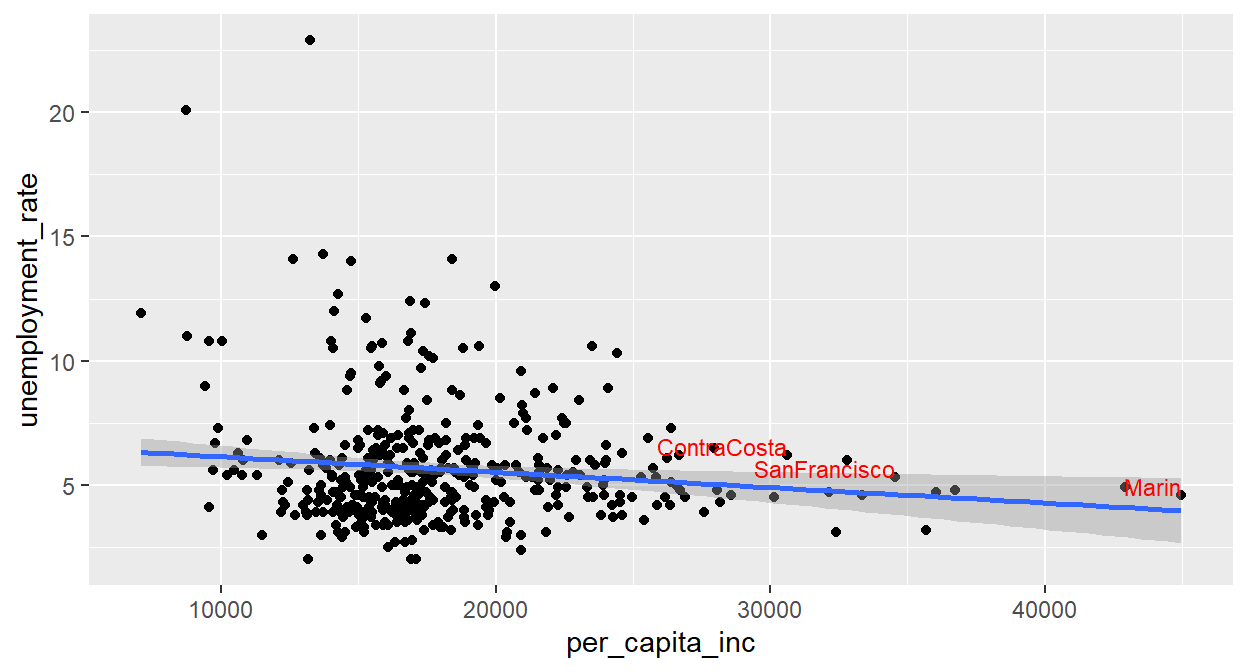 unemployment_rate
20
15
10
5
ContraCosta
SanFrancisco
Marin
10000
20000
30000
40000
per_capita_inc